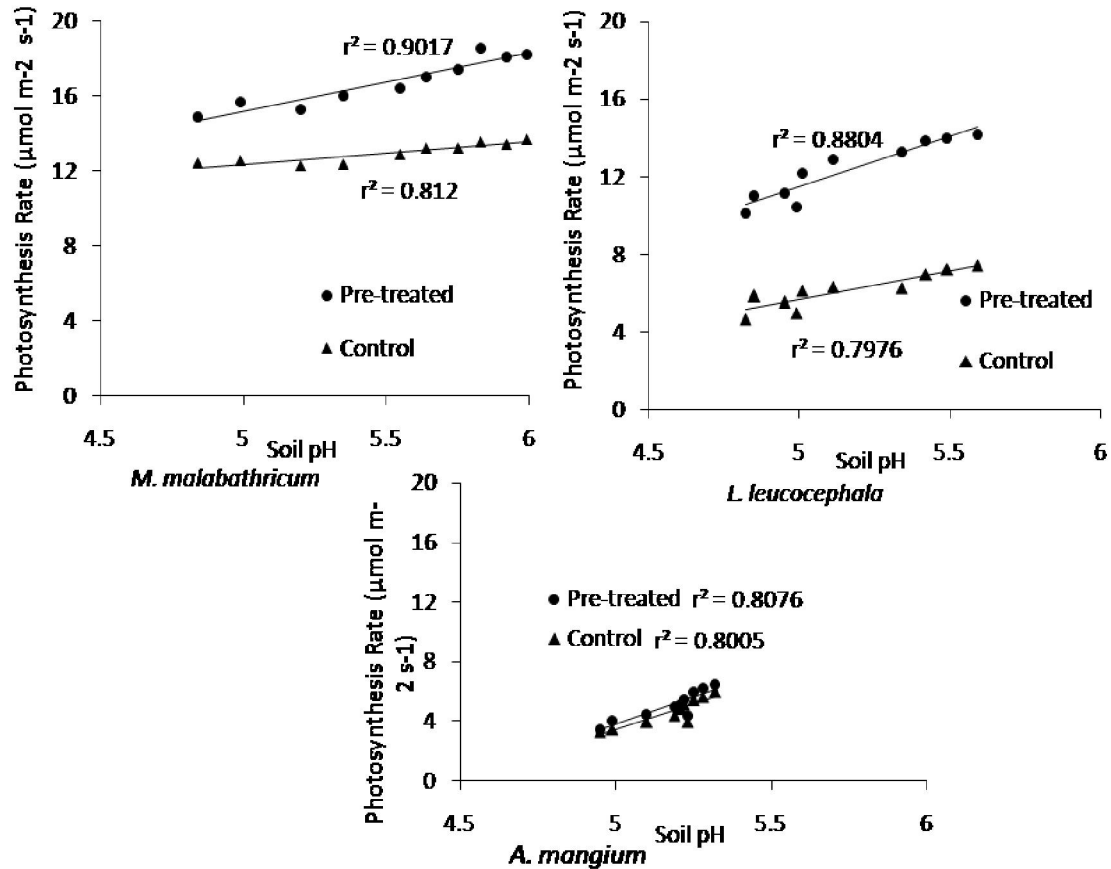 Photosynthesis Rate (µmol m-2 s-1)
20
16
12
8
4
0
r² = 0.9017
r² = 0.812
Pre-treated
Control
4.5 5 5.5 6
Soil pH
M. malabathricum
Photosynthesis Rate (µmol m-2 s-1)
20
16
12
8
4
0
r² = 0.8804
Pre-treated
r² = 0.7976
Control
4.5 5 5.5 6
Soil pH
L. leucocephala
Photosynthesis Rate (µmol m-
2 s-1)
20
16
12
8
4
0
Pre-treated r² = 0.8076
Control r² = 0.8005
4.5 5 5.5 6
Soil pH
A. mangium